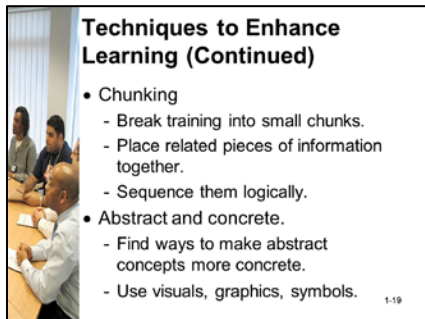 Techniques to Enhance
Learning (Continued)
• Chunking
- Break training into small chunks.
- Place related pieces of information
together.
- Sequence them logically.
• Abstract and concrete.
- Find ways to make abstract
concepts more concrete.
- Use visuals, graphics, symbols.
1-19